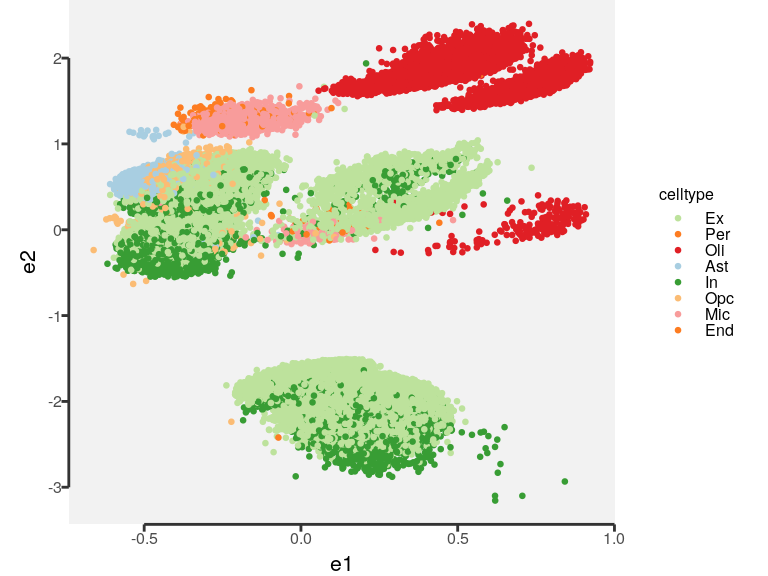 2
1
0
-1
-2
-3
e2
-0.5 0.0 0.5 1.0
e1
celltype
Ex
Per
Oli
Ast
In
Opc
Mic
End